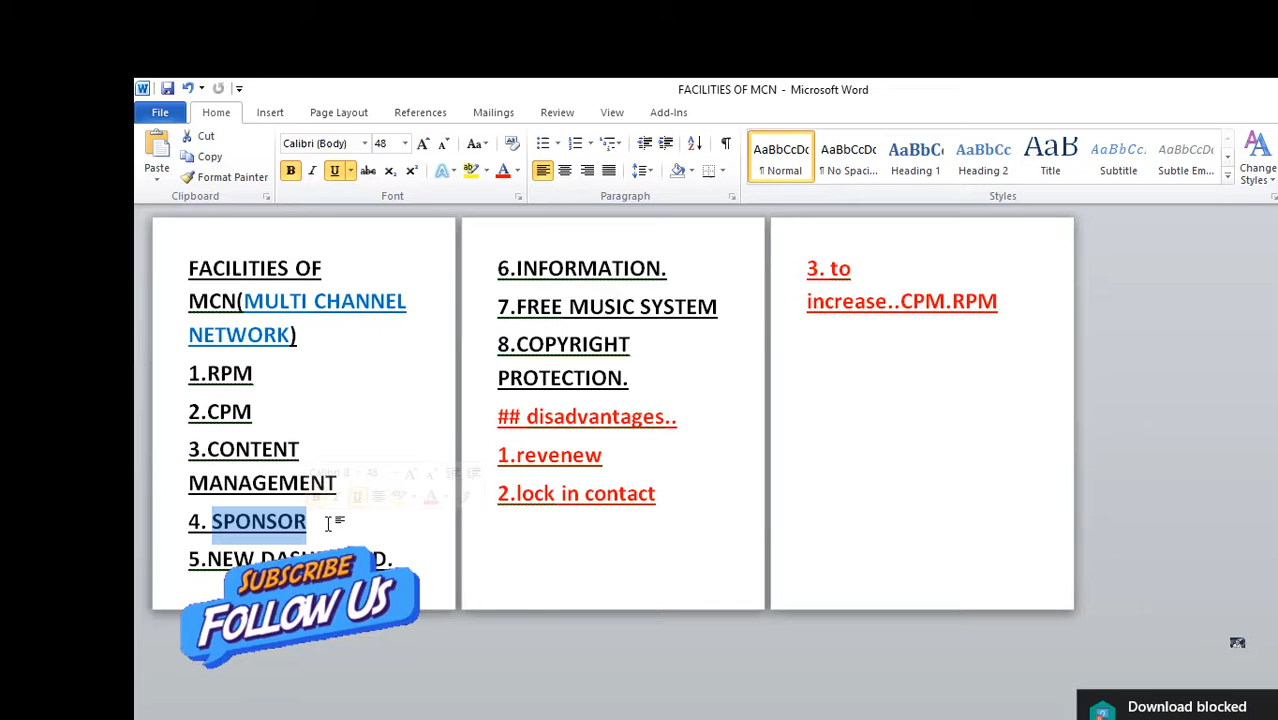 FACILITIES OF MCN - Microsoft Word
File Home Insert Page Layout References Mailings Review View Add-Ins
Paste
Cut
Copy
Format Painter
Clipboard
Calibri (Body) 48
Font
Paragraph
AaBbCcDc AaBbCcDc AaBbC AaBbCc AaB AaBbCc. AaBbCcDc
¶ Normal ¶ No Spaci... Heading 1 Heading 2 Title Subtitle Subtle Em...
Change
Styles
Styles
FACILITIES OF
MCN(MULTI CHANNEL
NETWORK)
1.RPM
2.CPM
3.CONTENT
MANAGEMENT
4. SPONSOR
5.NEW
6.INFORMATION.
7.FREE MUSIC SYSTEM
8.COPYRIGHT
PROTECTION.
## disadvantages..
1.revenew
2.lock in contact
3. to
increase..CPM.RPM
SUBSCRIBE
FOLLOW US
Download blocked